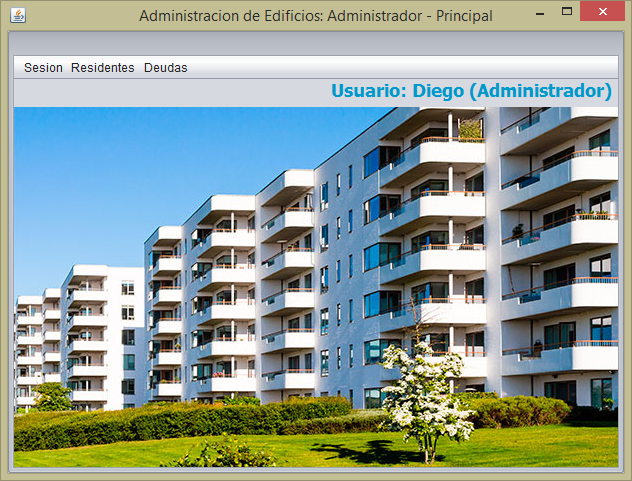 Administracion de Edificios: Administrador - Principal
Sesion Residentes Deudas
Usuario: Diego (Administrador)